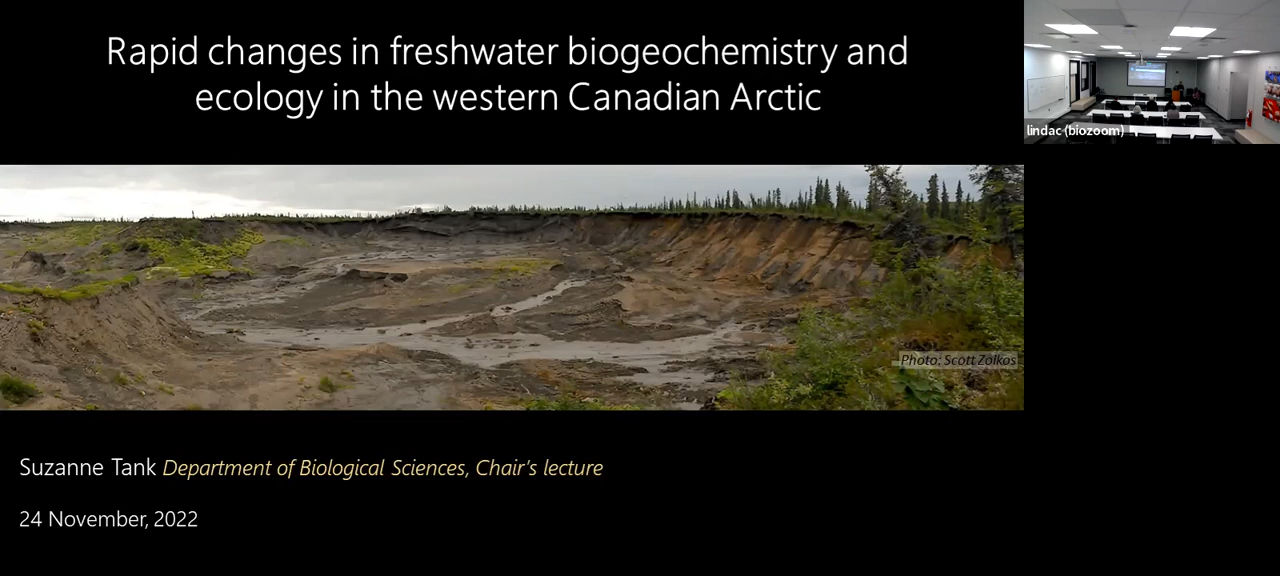 Rapid changes in freshwater biogeochemistry and
ecology in the western Canadian Arctic
lindac (biozoom)
Photo: Scott Zolkos
Suzanne Tank Department of Biological Sciences, Chair's lecture
24 November, 2022